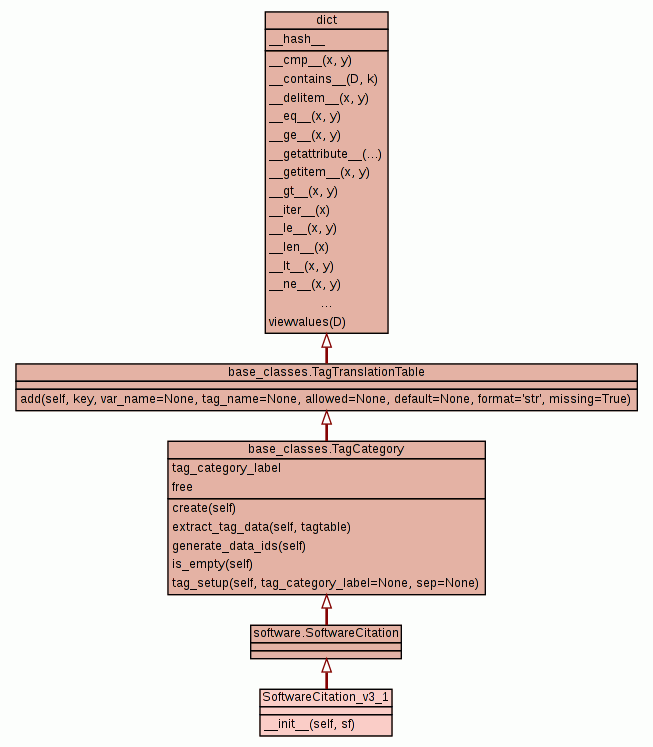 dict
__hash__
__cmp__(x, y)
__contains__(D, k)
__delitem__(x, y)
__eq__(x, y)
__ge__(x, y)
__getattribute__(...)
__getitem__(x, y)
__gt__(x, y)
__iter__(x)
__le__(x, y)
__len__(x)
__lt__(x, y)
__ne__(x, y)
...
viewvalues(D)
base_classes.TagTranslationTable
add(self, key, var_name=None, tag_name=None, allowed=None, default=None, format='str', missing=True)
base_classes.TagCategory
tag_category_label
free
create(self)
extract_tag_data(self, tagtable)
generate_data_ids(self)
is_empty(self)
tag_setup(self, tag_category_label=None, sep=None)
software.SoftwareCitation
SoftwareCitation_v3_1
__init__(self, sf)